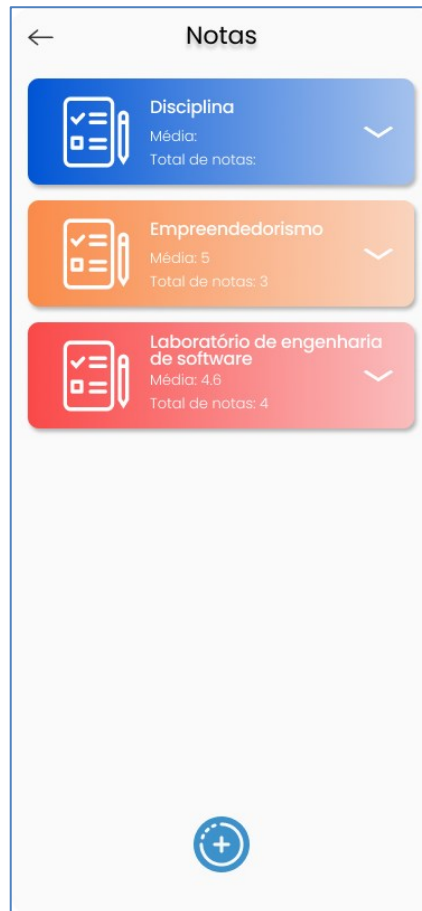 Notas
Disciplina
Média:
Total de notas:
Empreendedorismo
Média: 5
Total de notas: 3
Laboratório de engenharia
de software
Média: 4.6
Total de notas: 4